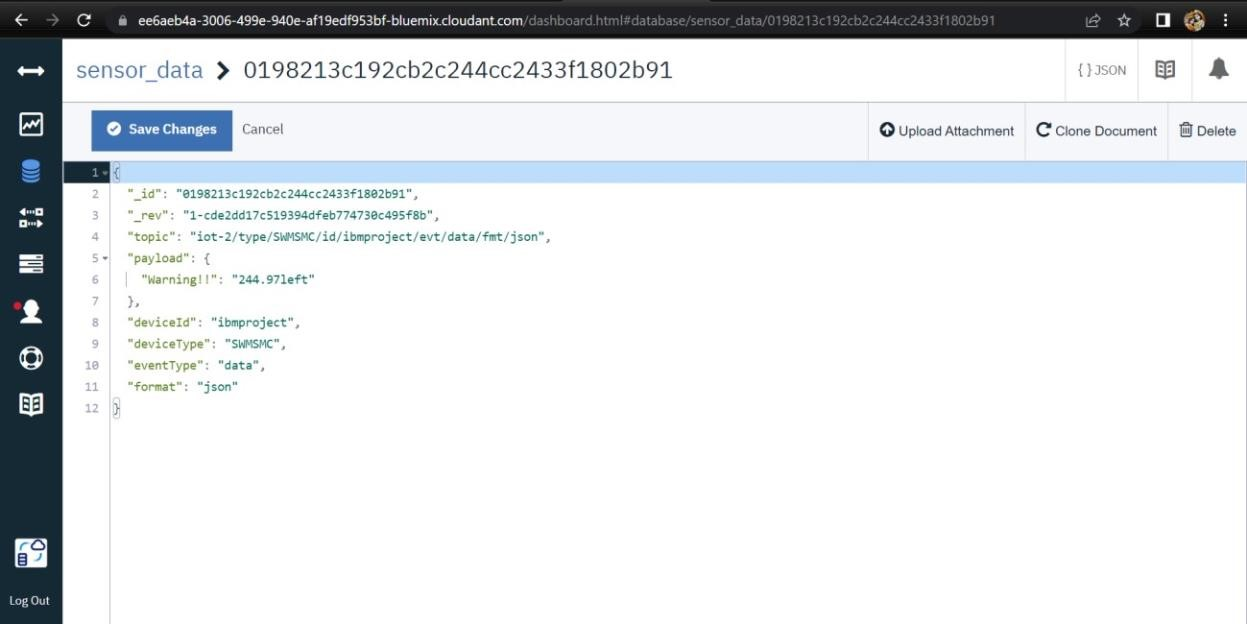 ee6aeb4a-3006-499e-940e-af19edf953bf-bluemix.cloudant.com/dashboard.html#database/sensor_data/0198213c192cb2c244cc2433f1802b91
sensor_data 0198213c192cb2c244cc2433f1802b91 { } JSON
Save Changes Cancel Upload Attachment Clone Document Delete
1 {
2 "_id": "0198213c192cb2c244cc2433f1802b91",
3 "_rev": "1-cde2dd17c519394dfeb774730c495f8b",
4 "topic": "iot-2/type/SWMSMC/id/ibmproject/evt/data/fmt/json",
5 "payload": {
6 "Warning!!": "244.97left"
7 },
8 "deviceId": "ibmproject",
9 "deviceType": "SWMSMC",
10 "eventType": "data",
11 "format": "json"
12 }
Log Out